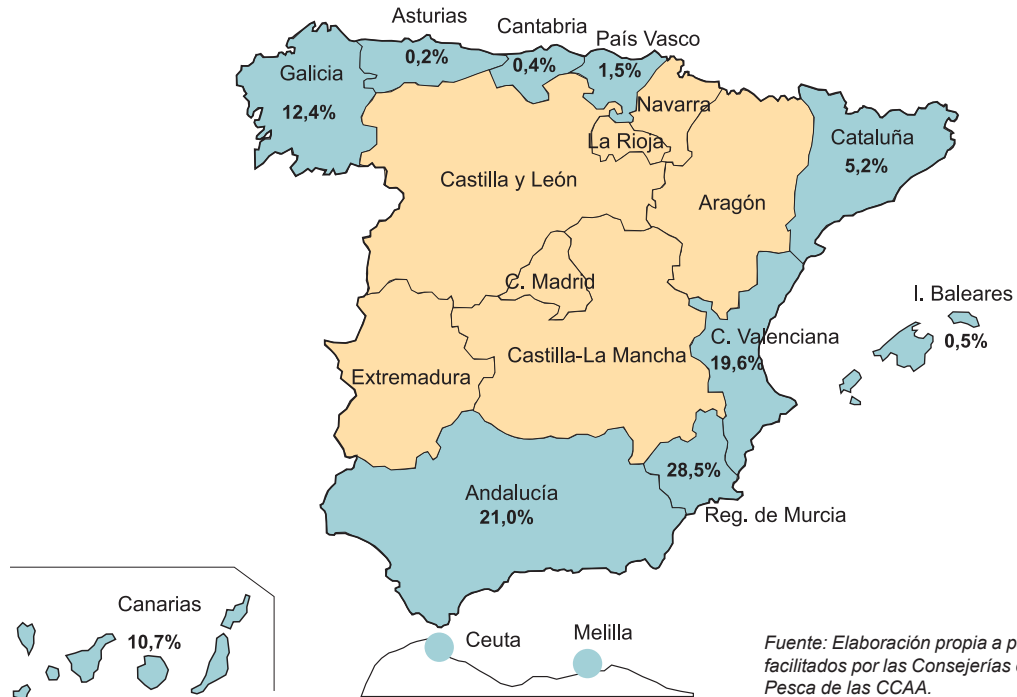 Asturias
0,2%
Cantabria
0,4%
País Vasco
1,5%
Galicia
12,4%
Navarra
La Rioja
Cataluña
5,2%
Castilla y León
Aragón
C. Madrid
I. Baleares
0,5%
C. Valenciana
19,6%
Castilla-La Mancha
Extremadura
28,5%
Reg. de Murcia
Andalucía
21,0%
Canarias
10,7%
Ceuta
Melilla
Fuente: Elaboración propia a
facilitados por las Consejerías
Pesca de las CCAA.